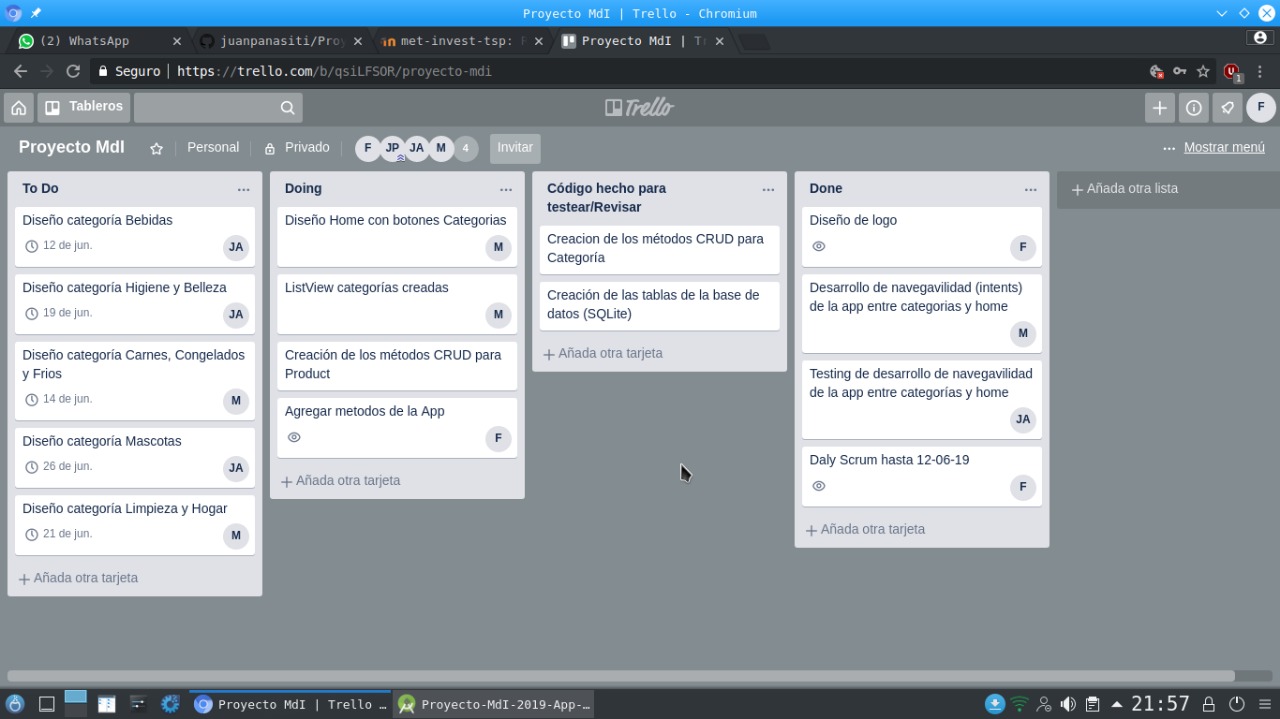 Proyecto MdI | Trello - Chromium
(2) WhatsApp
juanpanasiti/Proy
met-invest-tsp:
Proyecto MdI | Tr
Seguro | https://trello.com/b/qsiLFSOR/proyecto-mdi
1
Tableros
Trello
F
Proyecto MdI
Personal
Privado
F JP JA M 4
Invitar
... Mostrar menú
To Do ...
Diseño categoría Bebidas
12 de jun. JA
Diseño categoría Higiene y Belleza
19 de jun. JA
Diseño categoría Carnes, Congelados
y Frios
14 de jun. M
Diseño categoría Mascotas
26 de jun. JA
Diseño categoría Limpieza y Hogar
21 de jun. M
+ Añada otra tarjeta
Doing ...
Diseño Home con botones Categorias
M
ListView categorías creadas
M
Creación de los métodos CRUD para
Product
Agregar metodos de la App
F
+ Añada otra tarjeta
Código hecho para ...
testear/Revisar
Creacion de los métodos CRUD para
Categoría
Creación de las tablas de la base de
datos (SQLite)
+ Añada otra tarjeta
Done ...
Diseño de logo
F
Desarrollo de navegavilidad (intents)
de la app entre categorias y home
M
Testing de desarrollo de navegavilidad
de la app entre categorías y home
JA
Daly Scrum hasta 12-06-19
F
+ Añada otra tarjeta
+ Añada otra lista
Proyecto MdI | Trello ...
Proyecto-MdI-2019-App-...
21:57